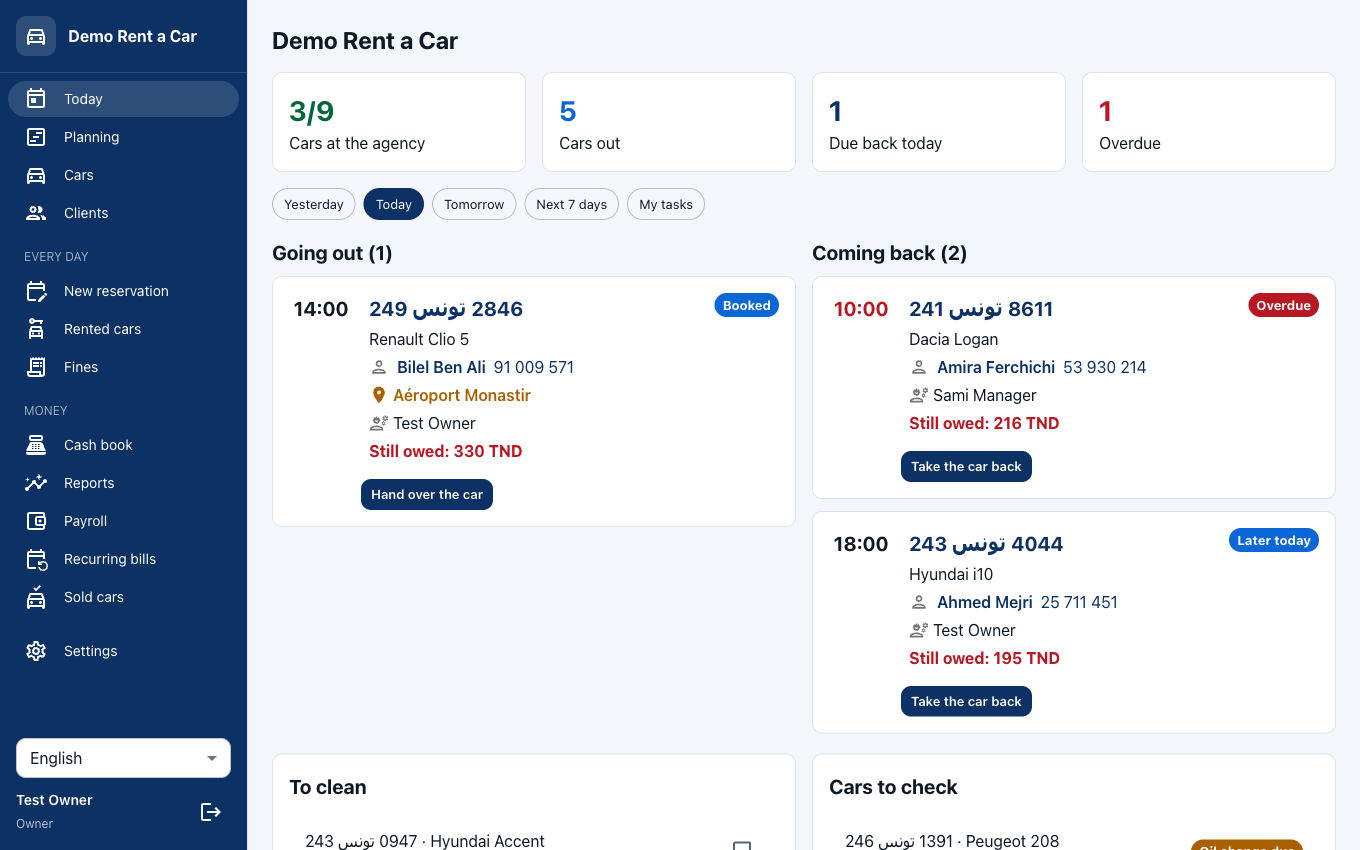 Demo Rent a Car
Today
Planning
Cars
Clients
EVERY DAY
New reservation
Rented cars
Fines
MONEY
Cash book
Reports
Payroll
Recurring bills
Sold cars
Settings
English
Test Owner
Owner
Demo Rent a Car
3/9
Cars at the agency
5
Cars out
1
Due back today
1
Overdue
Yesterday
Today
Tomorrow
Next 7 days
My tasks
Going out (1)
14:00
249 تونس 2846
Booked
Renault Clio 5
Bilel Ben Ali 91 009 571
Aéroport Monastir
Test Owner
Still owed: 330 TND
Hand over the car
Coming back (2)
10:00
241 تونس 8611
Overdue
Dacia Logan
Amira Ferchichi 53 930 214
Sami Manager
Still owed: 216 TND
Take the car back
18:00
243 تونس 4044
Later today
Hyundai i10
Ahmed Mejri 25 711 451
Test Owner
Still owed: 195 TND
Take the car back
To clean
243 تونس 0947 · Hyundai Accent
Cars to check
246 تونس 1391 · Peugeot 208
Oil change due